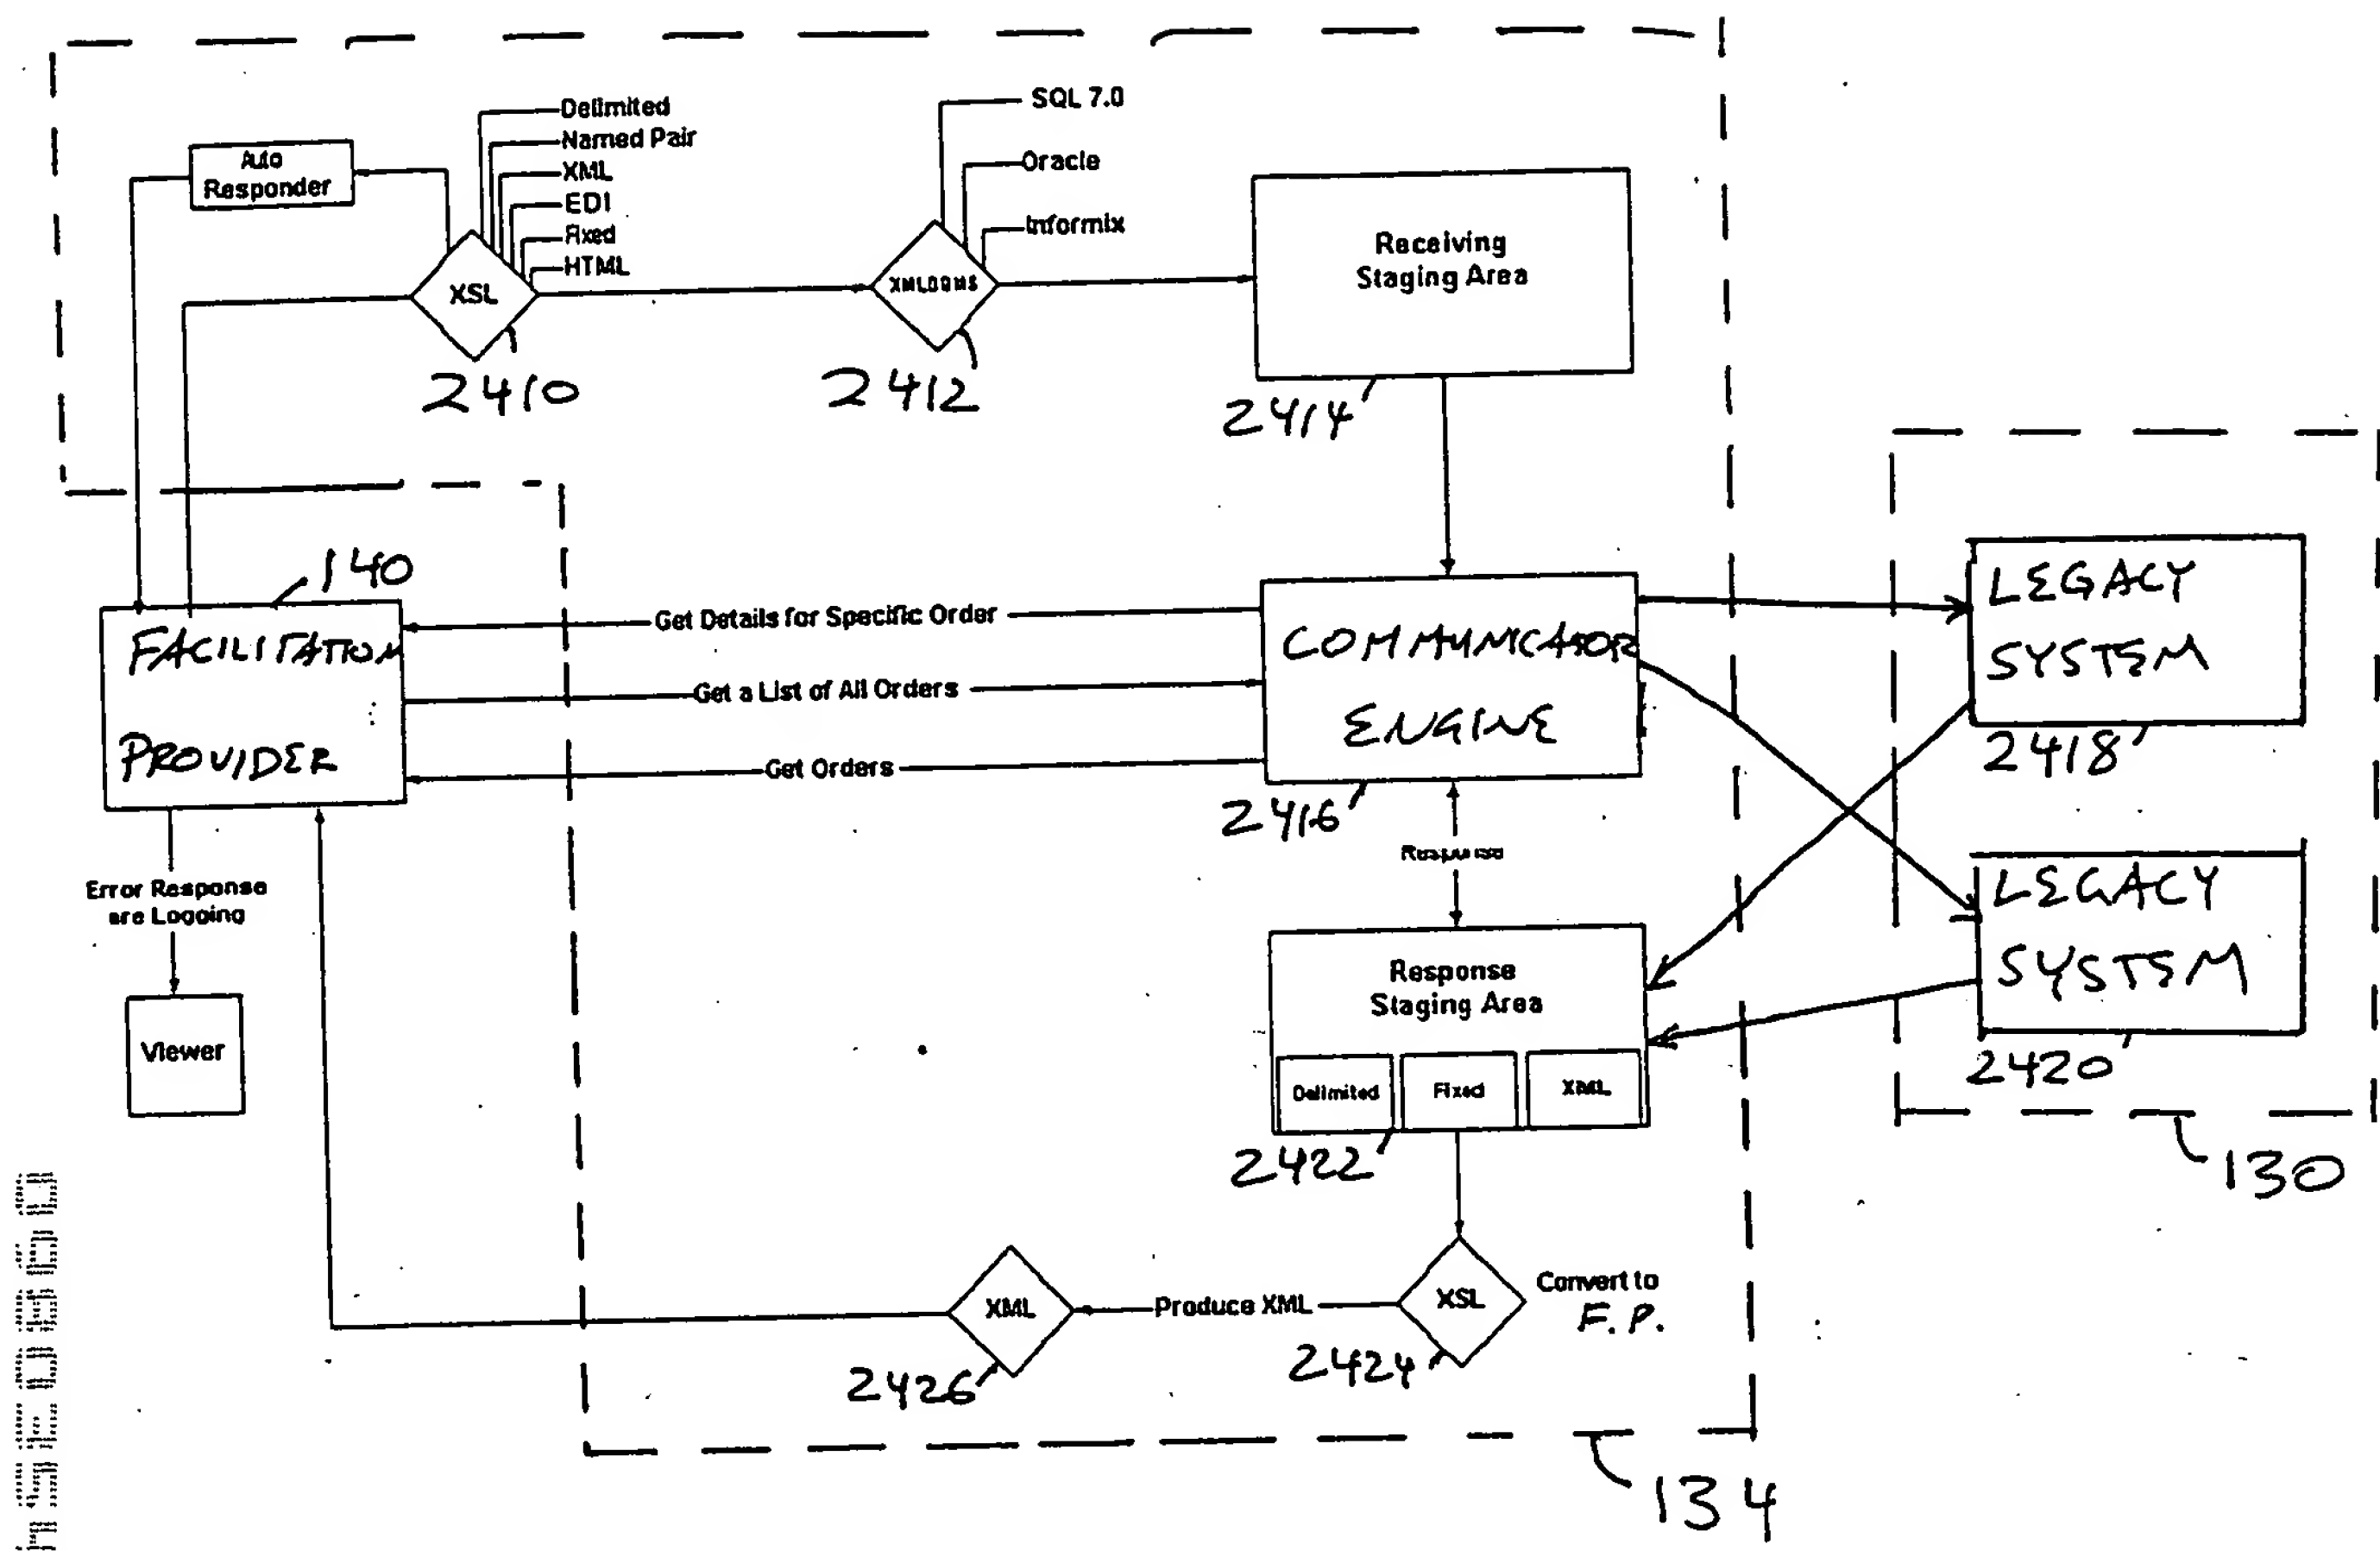 Delimited
Named Pair
XML
EDI
Fixed
HTML
SQL 7.0
Oracle
Informix
Auto
Responder
XSL
XMLDBMS
Receiving
Staging Area
2410
2412
2414
140
FACILITATION
PROVIDER
Get Details for Specific Order
Get a List of All Orders
Get Orders
COMMUNICATOR
ENGINE
2416
LEGACY
SYSTEM
2418
Response
Error Response
are Logging
Viewer
Response
Staging Area
Delimited
Fixed
XML
2422
LEGACY
SYSTEM
2420
130
XML
Produce XML
XSL
Convert to
F.P.
2426
2424
134